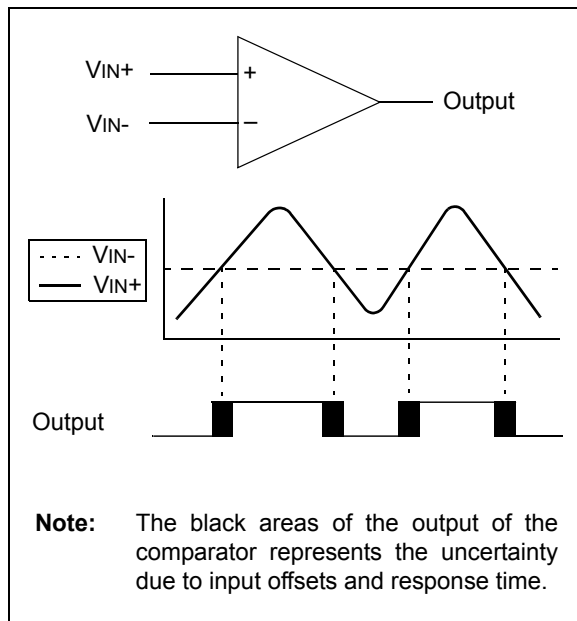 VIN+
+
Output
VIN-
−
VIN-
VIN+
Output
Note: The black areas of the output of the
comparator represents the uncertainty
due to input offsets and response time.